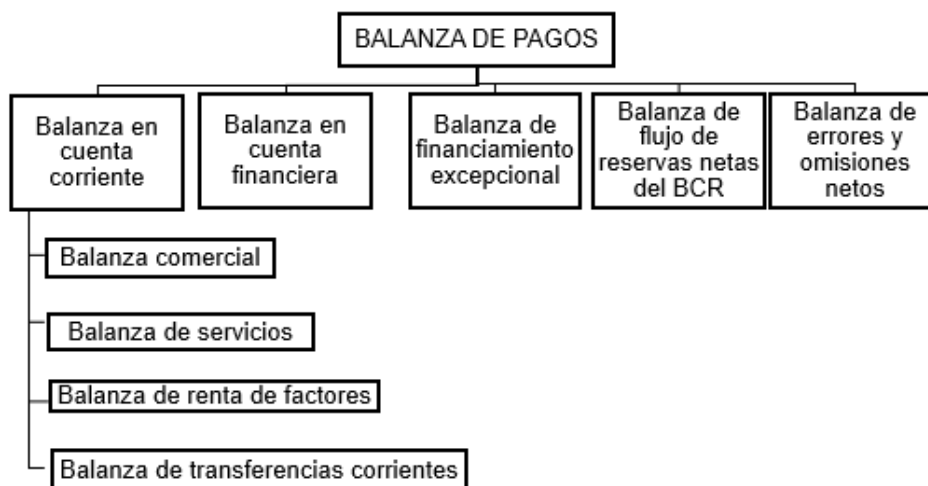 BALANZA DE PAGOS
Balanza en
cuenta
corriente
Balanza en
cuenta
financiera
Balanza de
financiamiento
excepcional
Balanza de
flujo de
reservas netas
del BCR
Balanza de
errores y
omisiones
netos
Balanza comercial
Balanza de servicios
Balanza de renta de factores
Balanza de transferencias corrientes